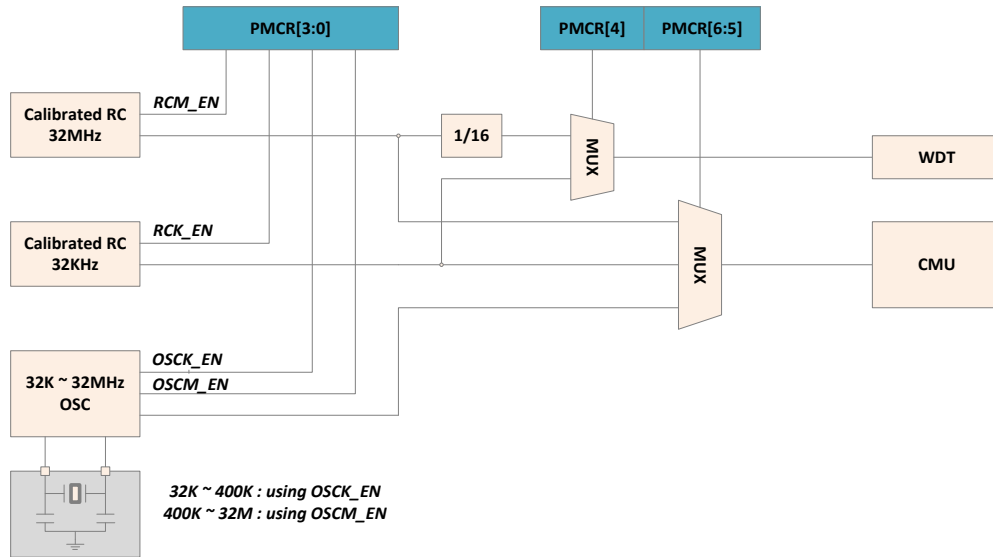 PMCR[3:0]
PMCR[4]
PMCR[6:5]
Calibrated RC
32MHz
RCM_EN
1/16
MUX
WDT
Calibrated RC
32KHz
RCK_EN
MUX
CMU
32K ~ 32MHz
OSC
OSCK_EN
OSCM_EN
32K ~ 400K : using OSCK_EN
400K ~ 32M : using OSCM_EN